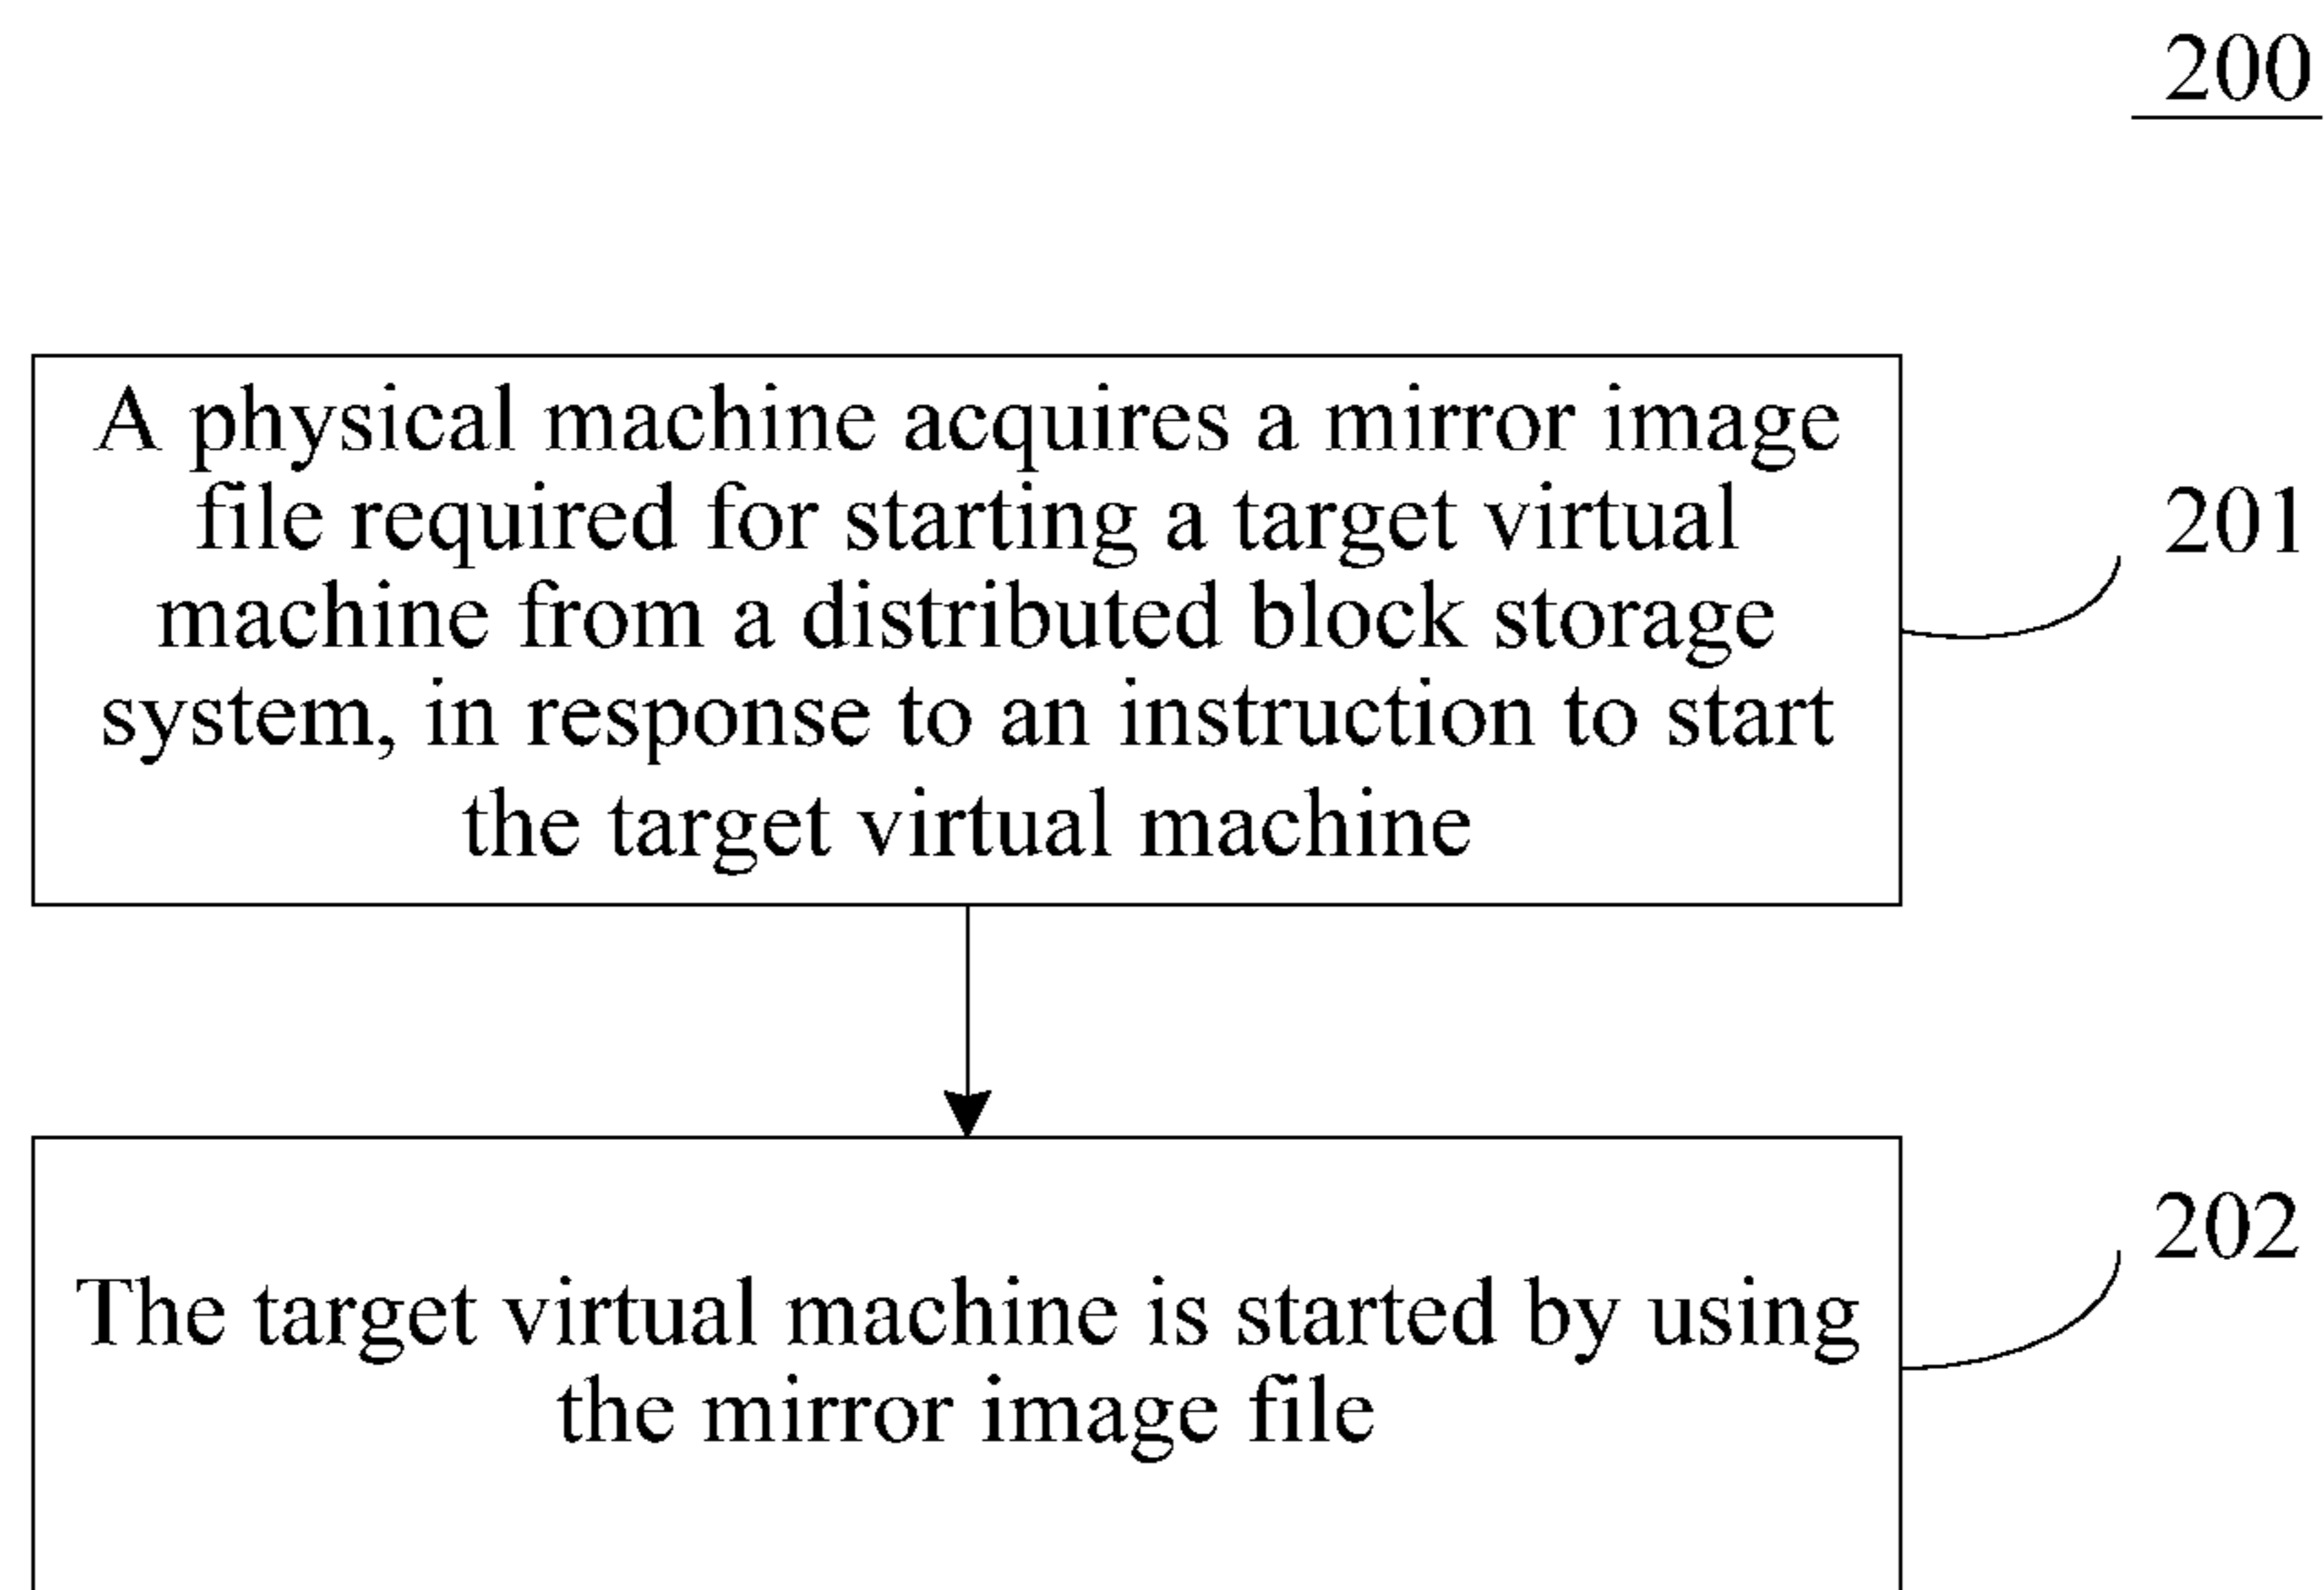 200
A physical machine acquires a mirror image
file required for starting a target virtual
machine from a distributed block storage
system, in response to an instruction to start
the target virtual machine
201
The target virtual machine is started by using
the mirror image file
202